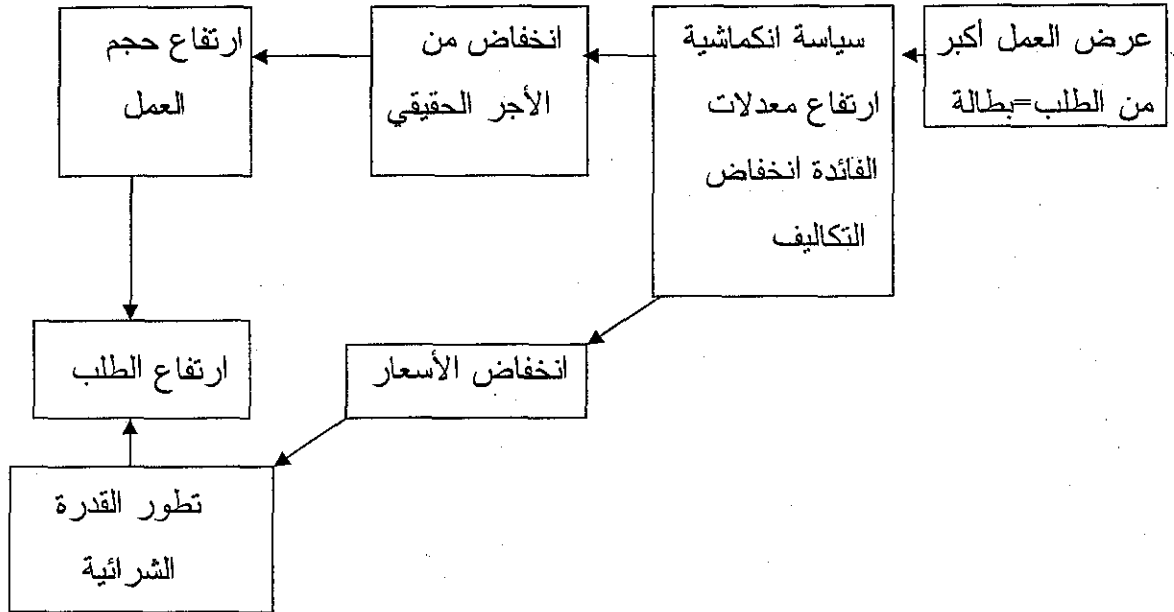 عرض العمل أكبر
من الطلب=بطالة
سياسة انكماشية
ارتفاع معدلات
الفائدة انخفاض
التكاليف
انخفاض من
الأجر الحقيقي
ارتفاع حجم
العمل
انخفاض الأسعار
ارتفاع الطلب
تطور القدرة
الشرائية